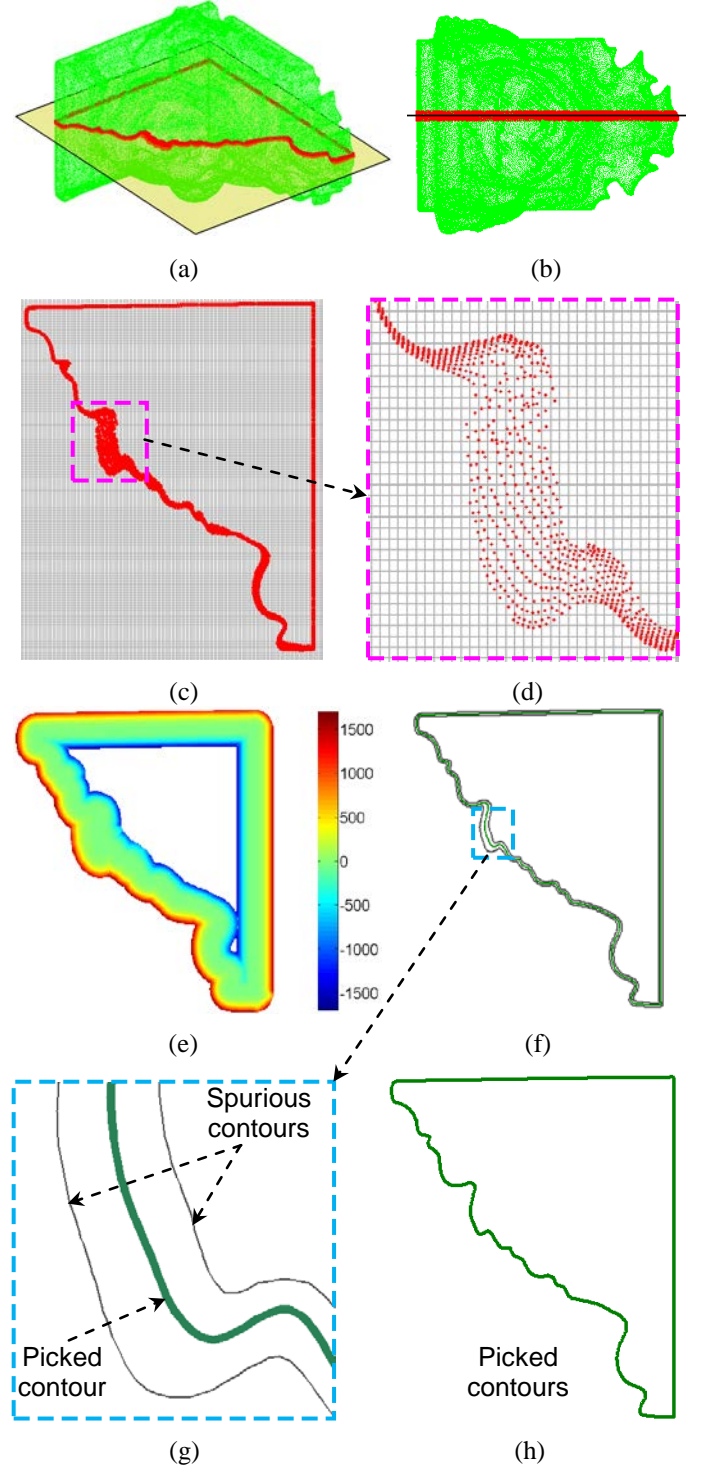 (a)
(b)
(c)
(d)
1500
1000
500
0
-500
-1000
-1500
(e)
(f)
Spurious
contours
Picked
contour
(g)
Picked
contours
(h)